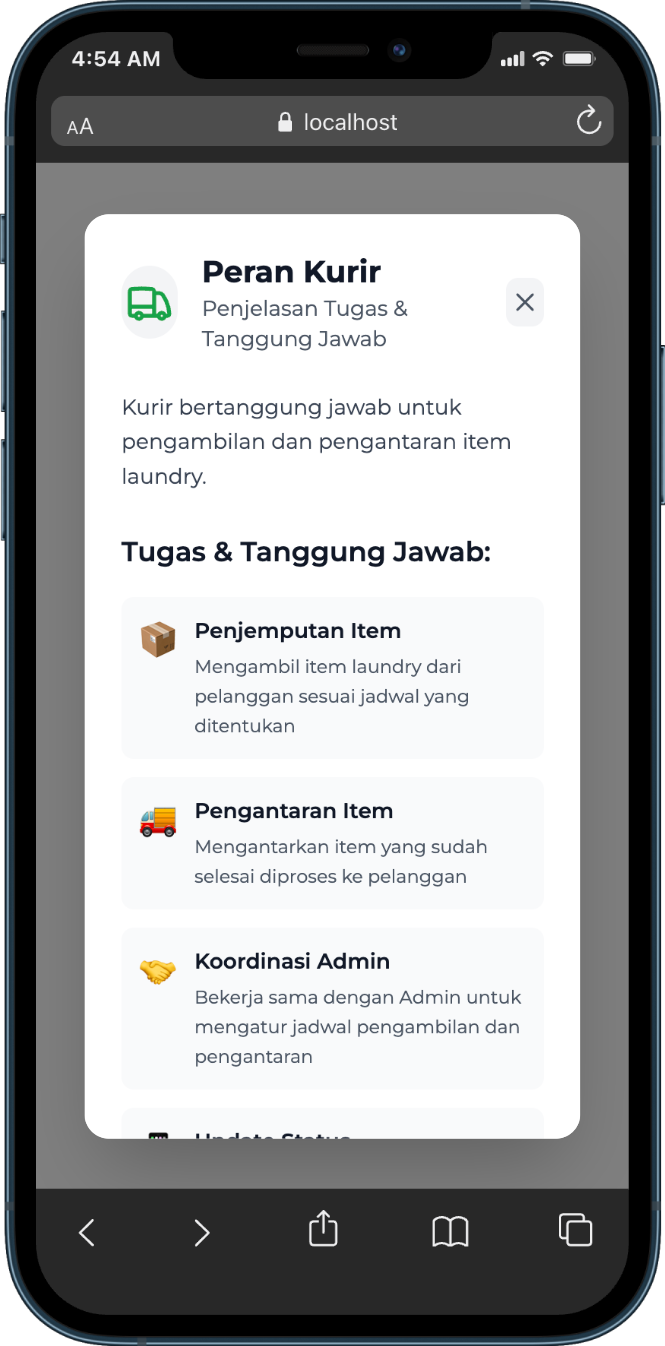 4:54 AM
AA
localhost
Peran Kurir
Penjelasan Tugas &
Tanggung Jawab
Kurir bertanggung jawab untuk
pengambilan dan pengantaran item
laundry.
Tugas & Tanggung Jawab:
Penjemputan Item
Mengambil item laundry dari
pelanggan sesuai jadwal yang
ditentukan
Pengantaran Item
Mengantarkan item yang sudah
selesai diproses ke pelanggan
Koordinasi Admin
Bekerja sama dengan Admin untuk
mengatur jadwal pengambilan dan
pengantaran
Update Status